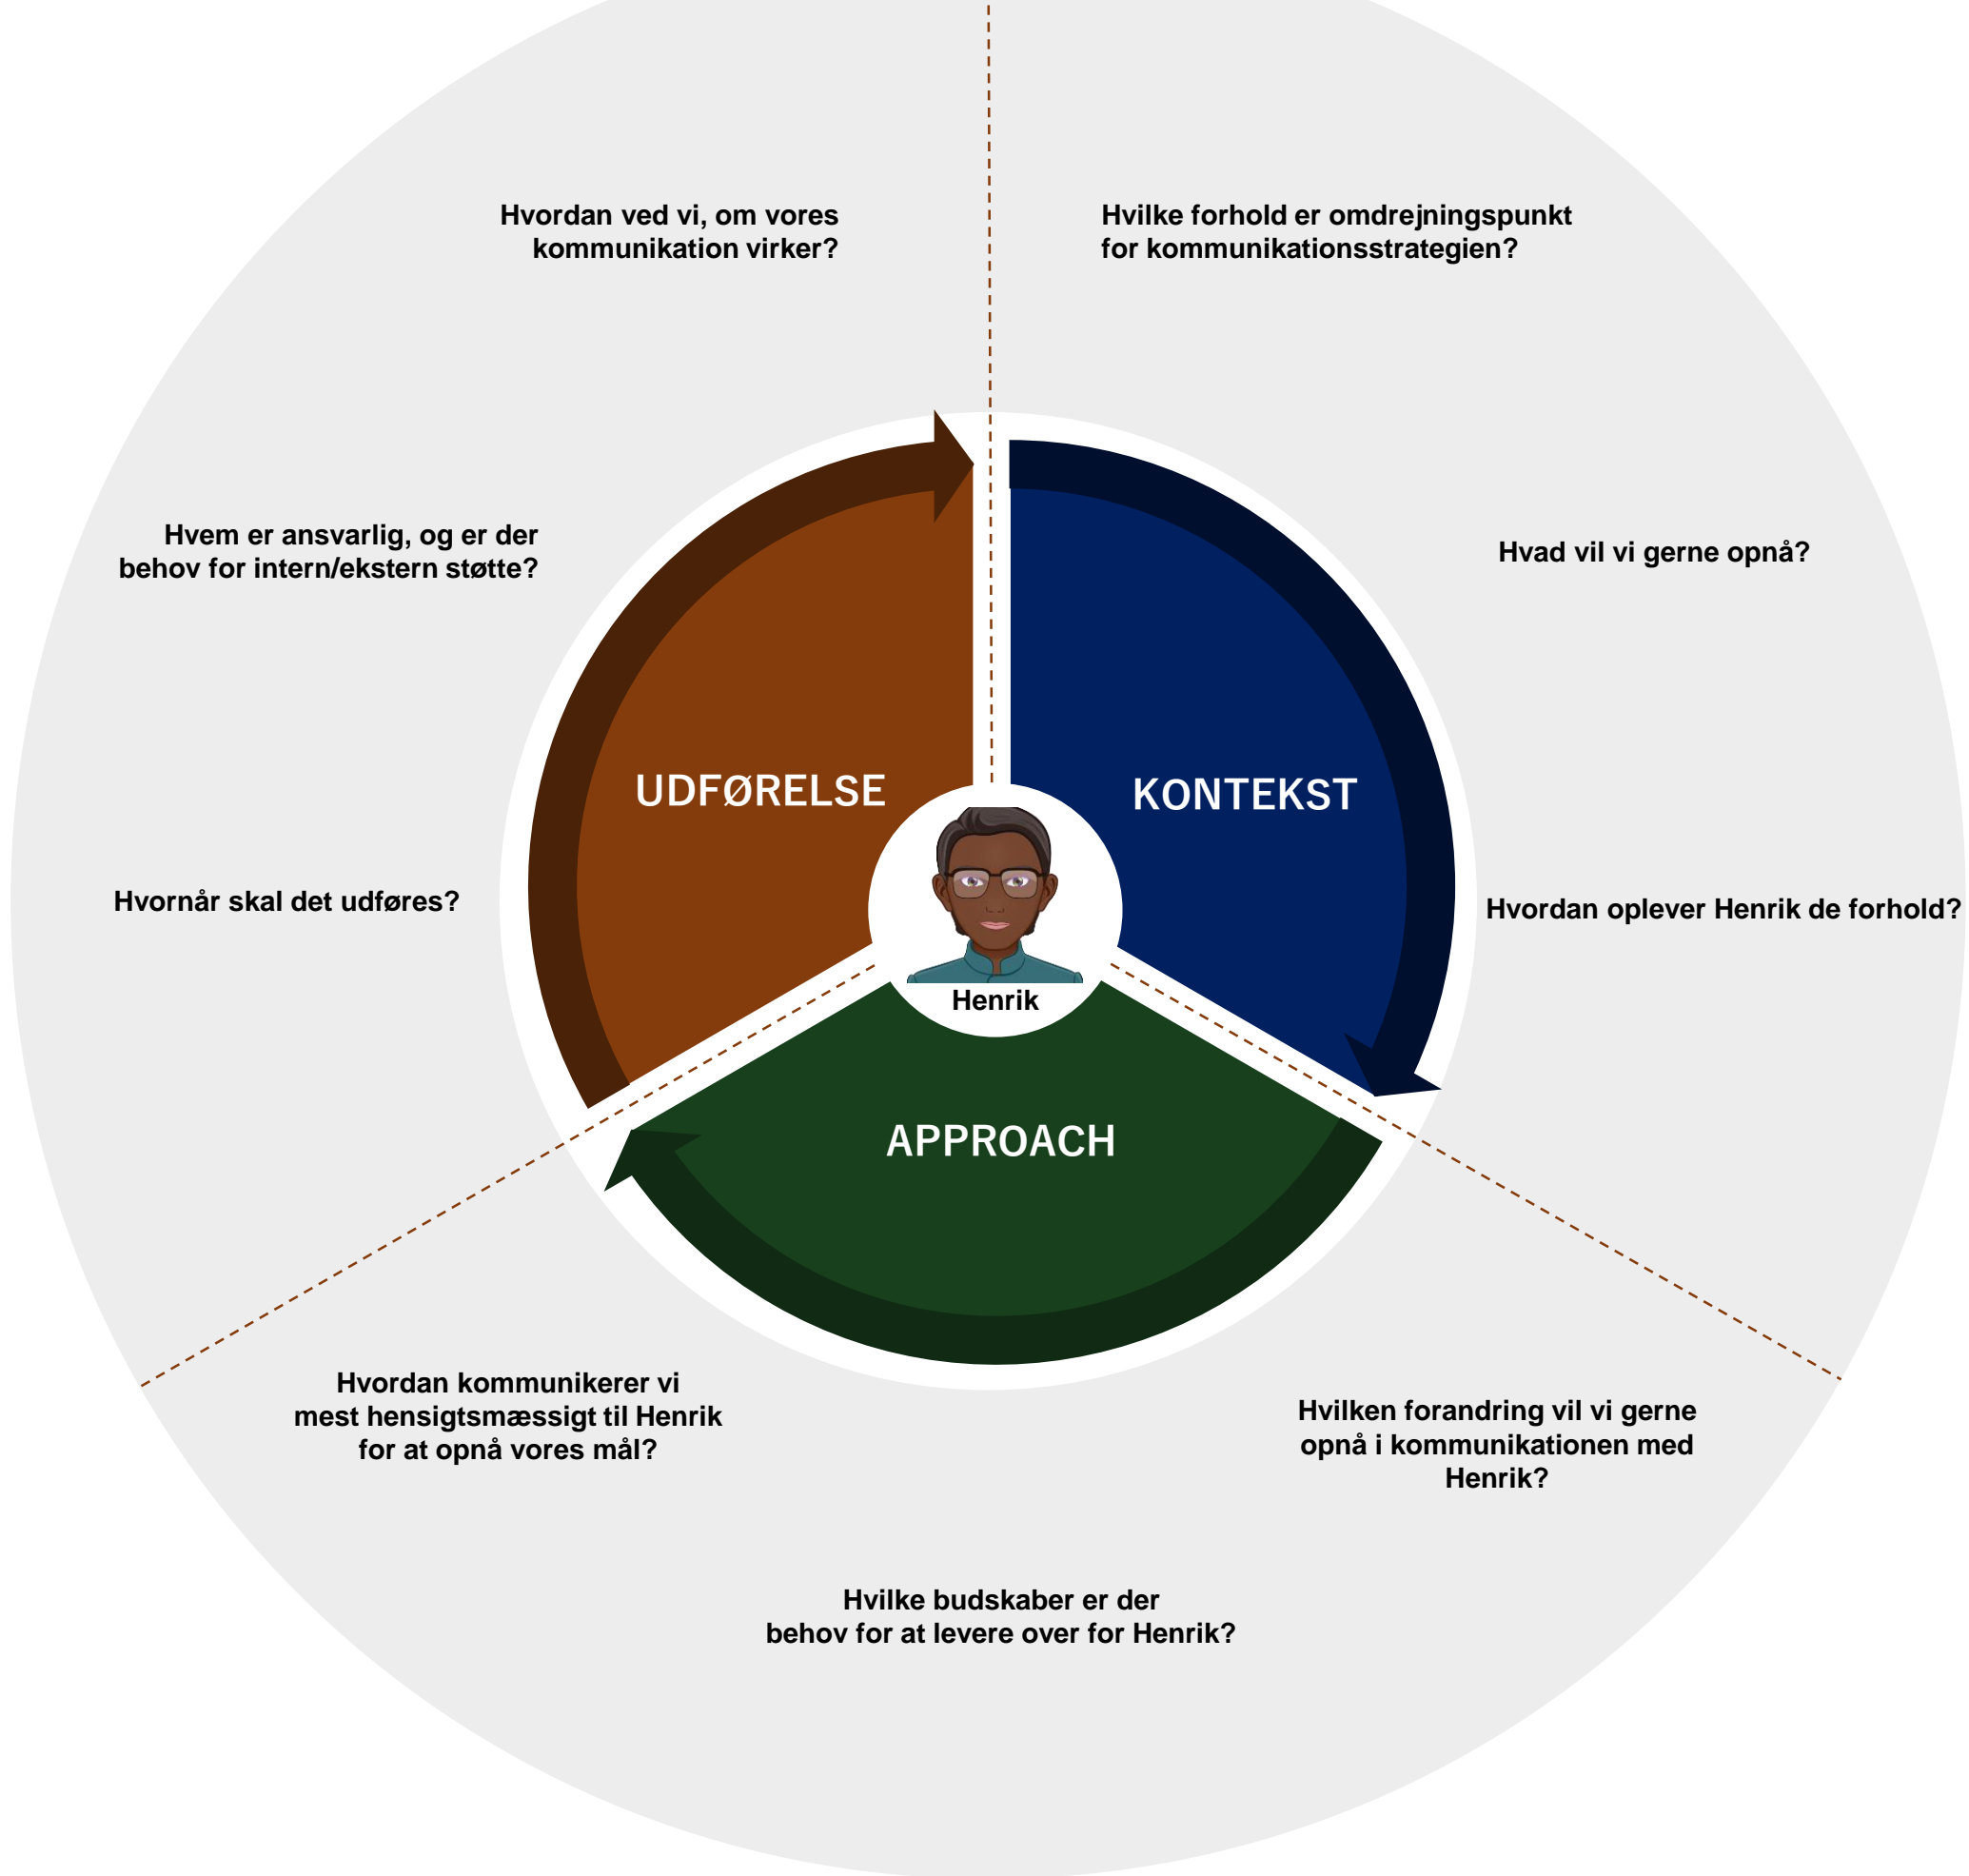 Hvordan ved vi, om vores
kommunikation virker?
Hvilke forhold er omdrejningspunkt
for kommunikationsstrategien?
Hvem er ansvarlig, og er der
behov for intern/ekstern støtte?
Hvad vil vi gerne opnå?
UDFØRELSE
KONTEKST
Hvornår skal det udføres?
Hvordan oplever Henrik de forhold?
Henrik
APPROACH
Hvordan kommunikerer vi
mest hensigtsmæssigt til Henrik
for at opnå vores mål?
Hvilken forandring vil vi gerne
opnå i kommunikationen med
Henrik?
Hvilke budskaber er der
behov for at levere over for Henrik?